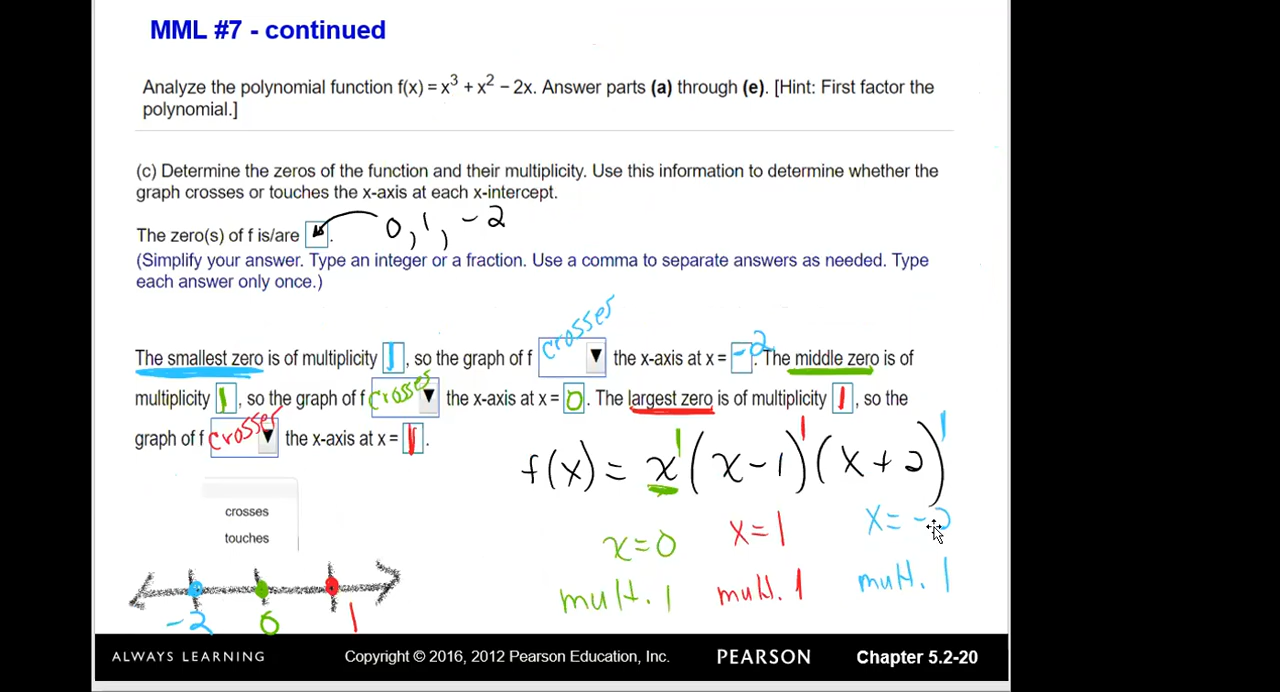 MML #7 - continued
Analyze the polynomial function f(x) = x³ + x² − 2x. Answer parts (a) through (e). [Hint: First factor the
polynomial.]
(c) Determine the zeros of the function and their multiplicity. Use this information to determine whether the
graph crosses or touches the x-axis at each x-intercept.
The zero(s) of f is/are . 0, 1, -2
(Simplify your answer. Type an integer or a fraction. Use a comma to separate answers as needed. Type
each answer only once.)
The smallest zero is of multiplicity 1, so the graph of f crosses ▼ the x-axis at x = -2. The middle zero is of
multiplicity 1, so the graph of f crosses ▼ the x-axis at x = 0. The largest zero is of multiplicity 1, so the
graph of f crosses ▼ the x-axis at x = 1.
f(x) = x¹(x-1)¹(x+2)¹
crosses
touches
x=0 x=1 x=-2
mult. 1 mult. 1 mult. 1
-2 0 1
ALWAYS LEARNING Copyright © 2016, 2012 Pearson Education, Inc. PEARSON Chapter 5.2-20